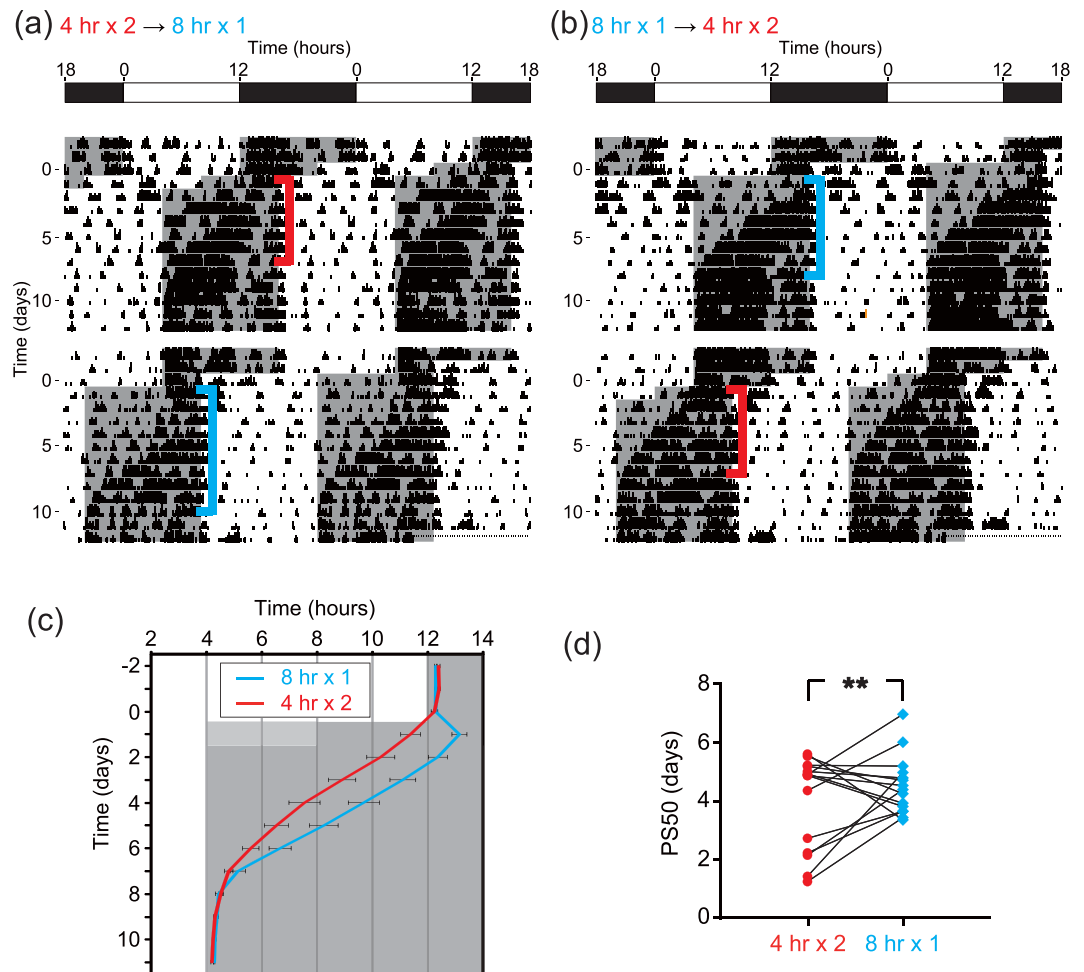 (a) 4 hr x 2 → 8 hr x 1
Time (hours)
18 0 12 0 18
Time (days)
0
5
10
0
5
10
(b) 8 hr x 1 → 4 hr x 2
Time (hours)
18 0 12 0 18
0
5
10
0
5
10
(c)
Time (hours)
2 4 6 8 10 12 14
Time (days)
-2
0
2
4
6
8
10
8 hr x 1
4 hr x 2
(d)
**
PS50 (days)
8
6
4
2
0
4 hr x 2 8 hr x 1